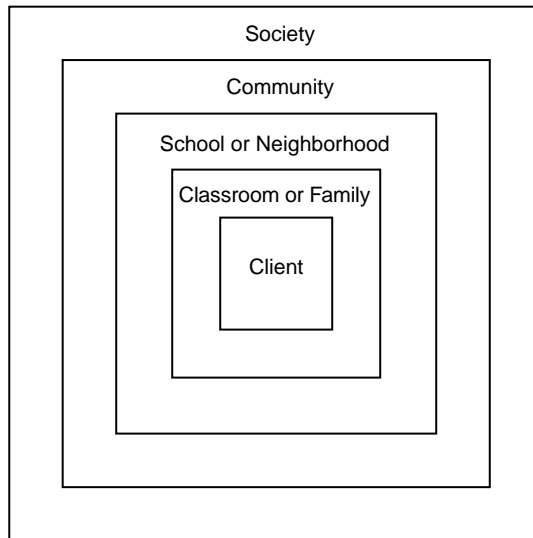 Society
Community
School or Neighborhood
Classroom or Family
Client